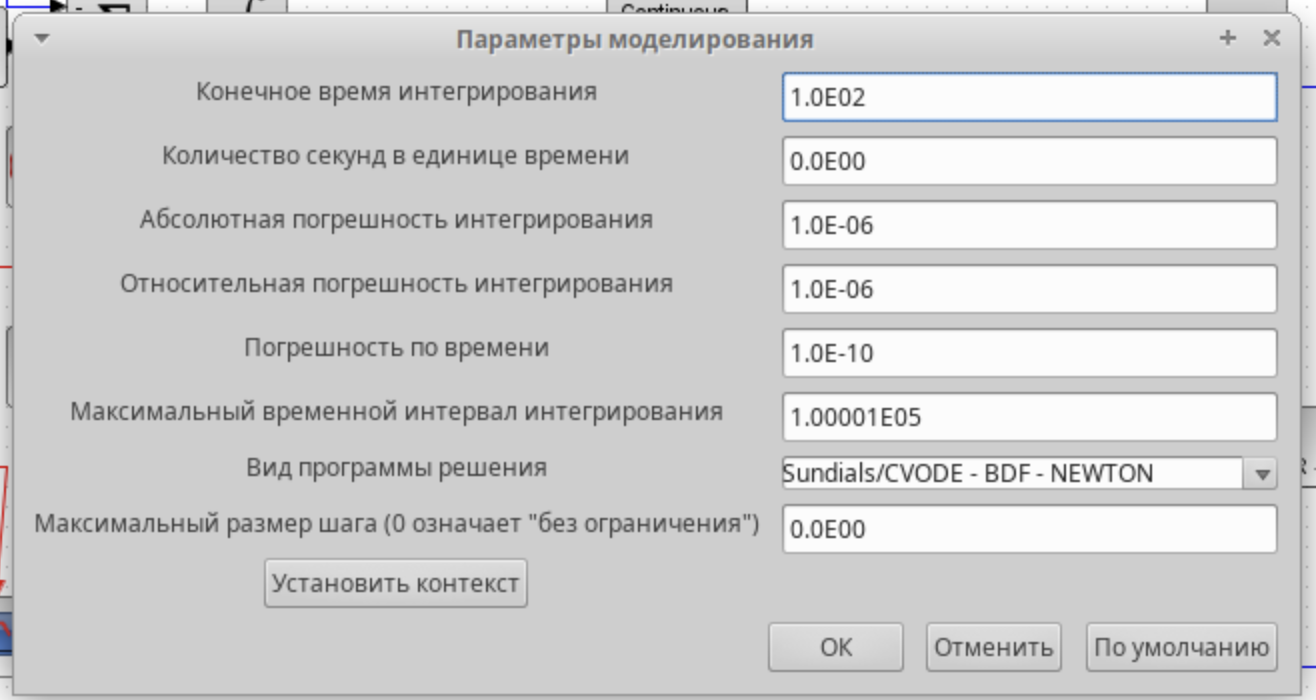 Continuous
Параметры моделирования
Конечное время интегрирования 1.0E02
Количество секунд в единице времени 0.0E00
Абсолютная погрешность интегрирования 1.0E-06
Относительная погрешность интегрирования 1.0E-06
Погрешность по времени 1.0E-10
Максимальный временной интервал интегрирования 1.00001E05
Вид программы решения Sundials/CVODE - BDF - NEWTON
Максимальный размер шага (0 означает "без ограничения") 0.0E00
Установить контекст
ОК Отменить По умолчанию